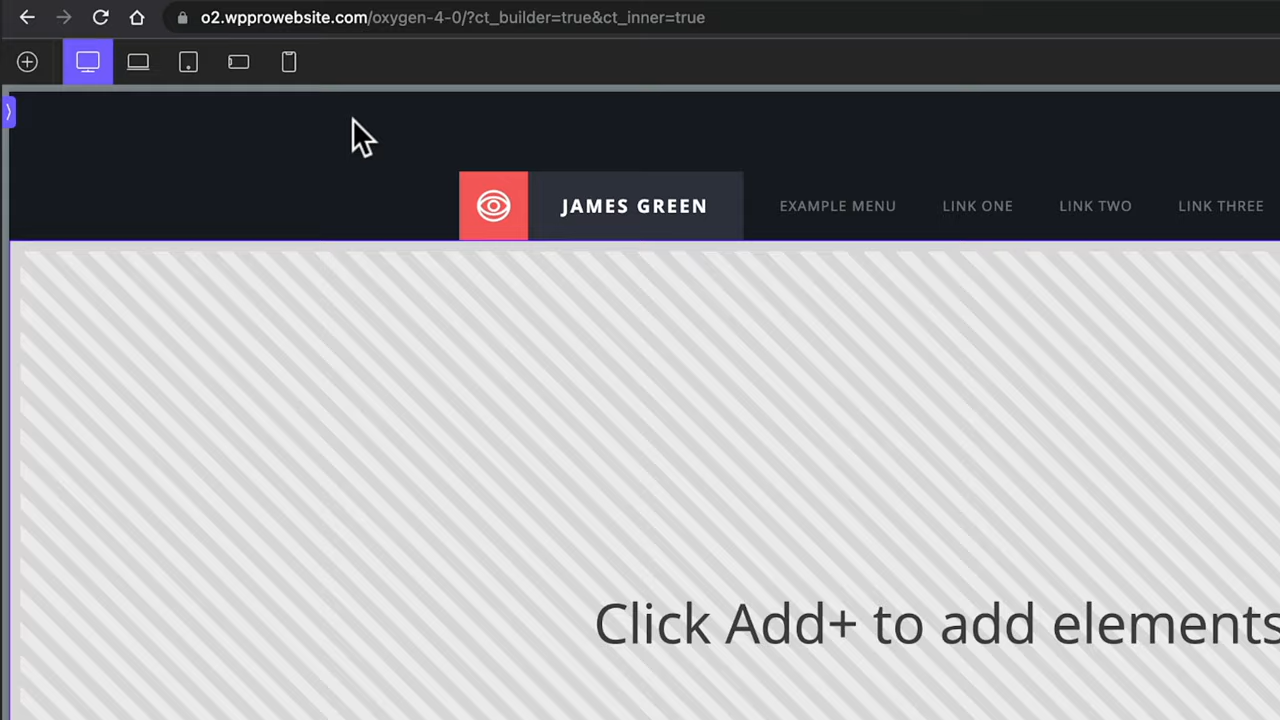 o2.wpprowebsite.com/oxygen-4-0/?ct_builder=true&ct_inner=true
JAMES GREEN EXAMPLE MENU LINK ONE LINK TWO LINK THREE
Click Add+ to add elements